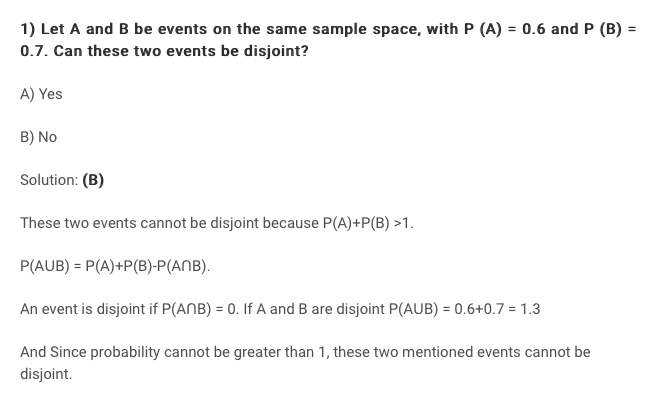 1) Let A and B be events on the same sample space, with P (A) = 0.6 and P (B) =
0.7. Can these two events be disjoint?
A) Yes
B) No
Solution: (B)
These two events cannot be disjoint because P(A)+P(B) >1.
P(AUB) = P(A)+P(B)-P(A∩B).
An event is disjoint if P(A∩B) = 0. If A and B are disjoint P(AUB) = 0.6+0.7 = 1.3
And Since probability cannot be greater than 1, these two mentioned events cannot be
disjoint.